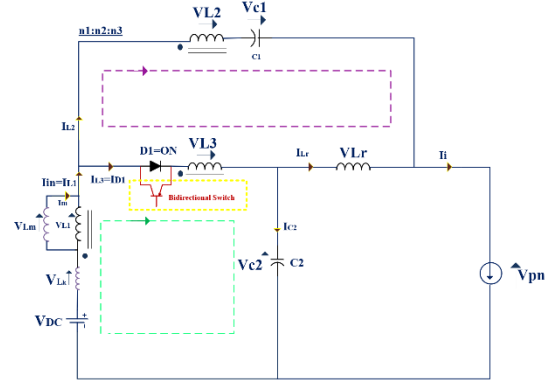 VL2
Vc1
n1:n2:n3
C1
IL2
D1=ON
VL3
ILr
VLr
Ii
Iin=IL1
IL3=ID1
Bidirectional Switch
Im
VLm
VL1
IC2
Vc2
C2
Vpn
VLk
VDC
+